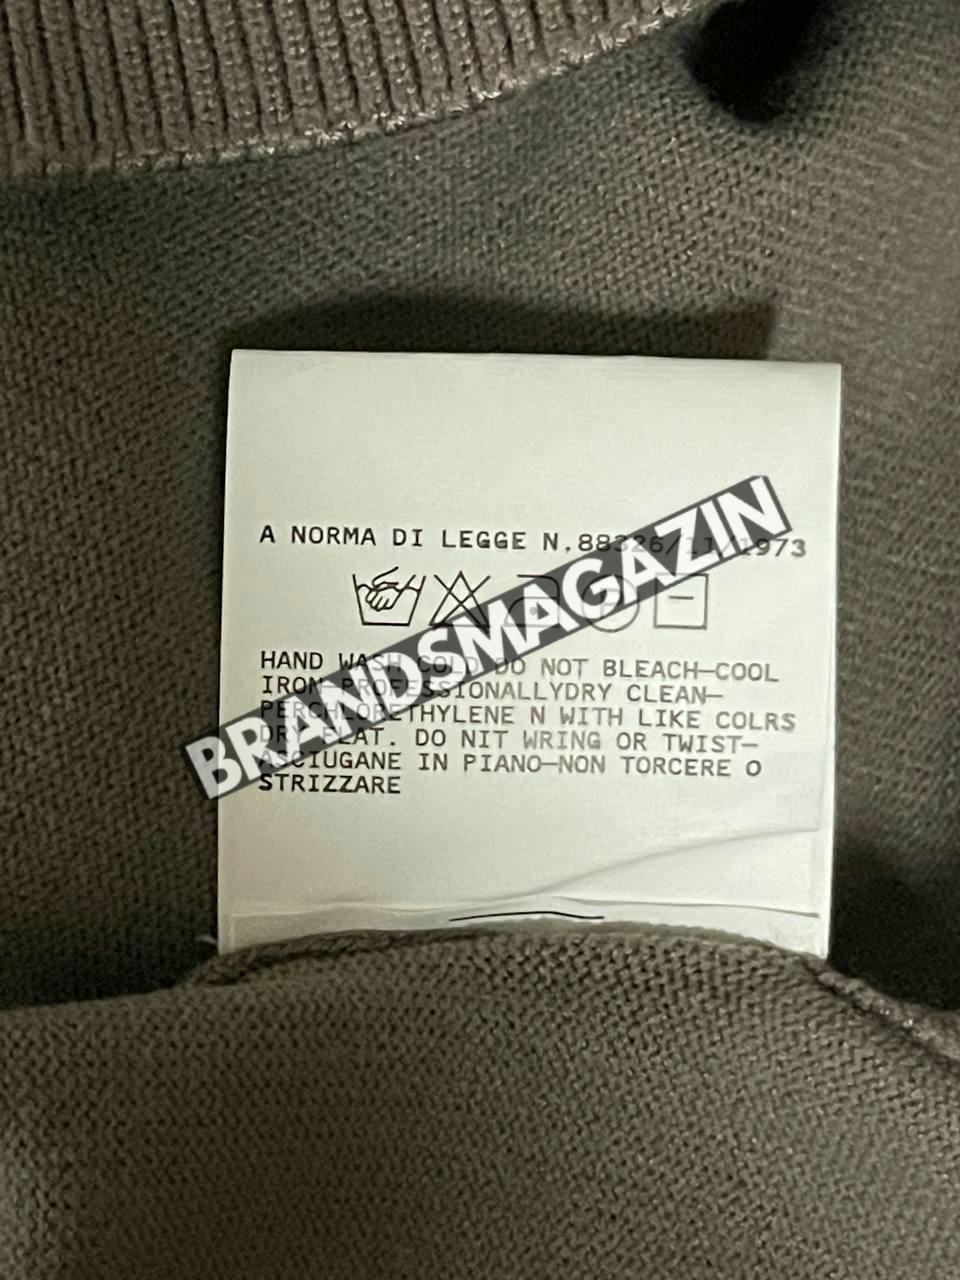 A NORMA DI LEGGE N.88326/11/1973
HAND WASH COLD DO NOT BLEACH—COOL
IRON—PROFESSIONALLYDRY CLEAN—
PERCHLORETHYLENE N WITH LIKE COLRS
DRY FLAT. DO NIT WRING OR TWIST—
ASCIUGANE IN PIANO—NON TORCERE O
STRIZZARE
BRANDSMAGAZIN